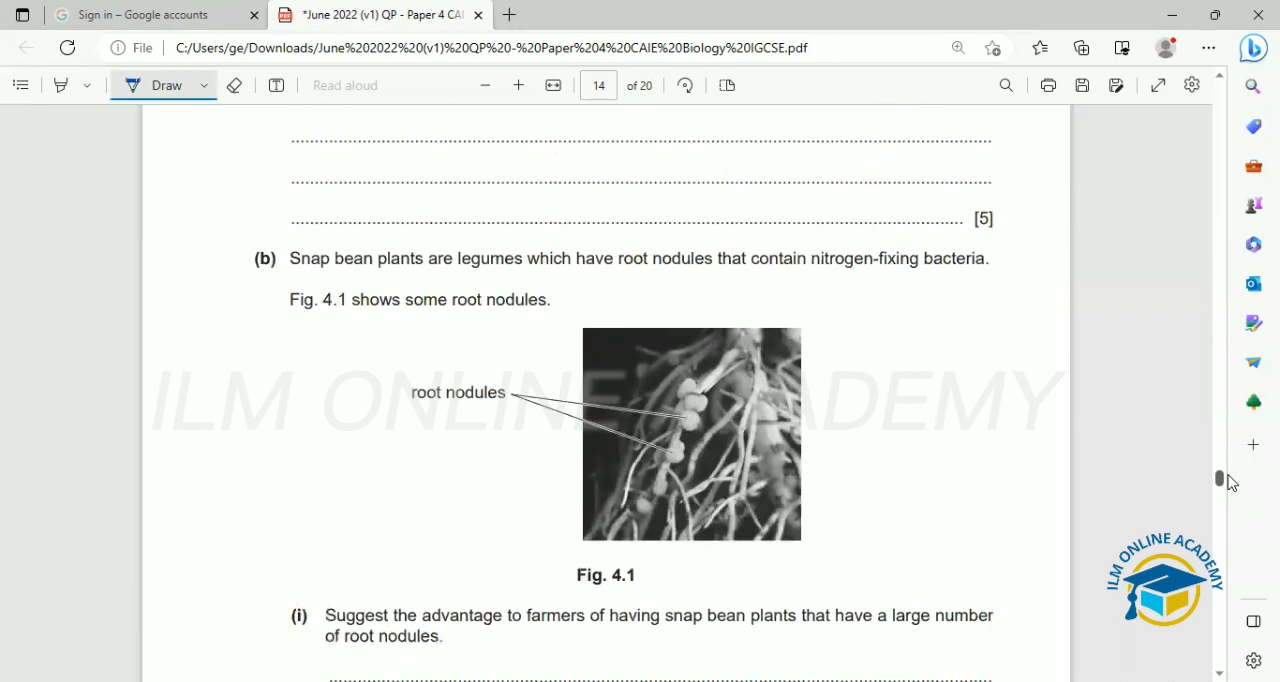 Sign in – Google accounts
*June 2022 (v1) QP - Paper 4 CAI
File
C:/Users/ge/Downloads/June%202022%20(v1)%20QP%20-%20Paper%204%20CAIE%20Biology%20IGCSE.pdf
Draw
Read aloud
14
of 20
[5]
(b) Snap bean plants are legumes which have root nodules that contain nitrogen-fixing bacteria.
Fig. 4.1 shows some root nodules.
root nodules
ILM ONLINE ACADEMY
Fig. 4.1
ILM ONLINE ACADEMY
(i) Suggest the advantage to farmers of having snap bean plants that have a large number
of root nodules.